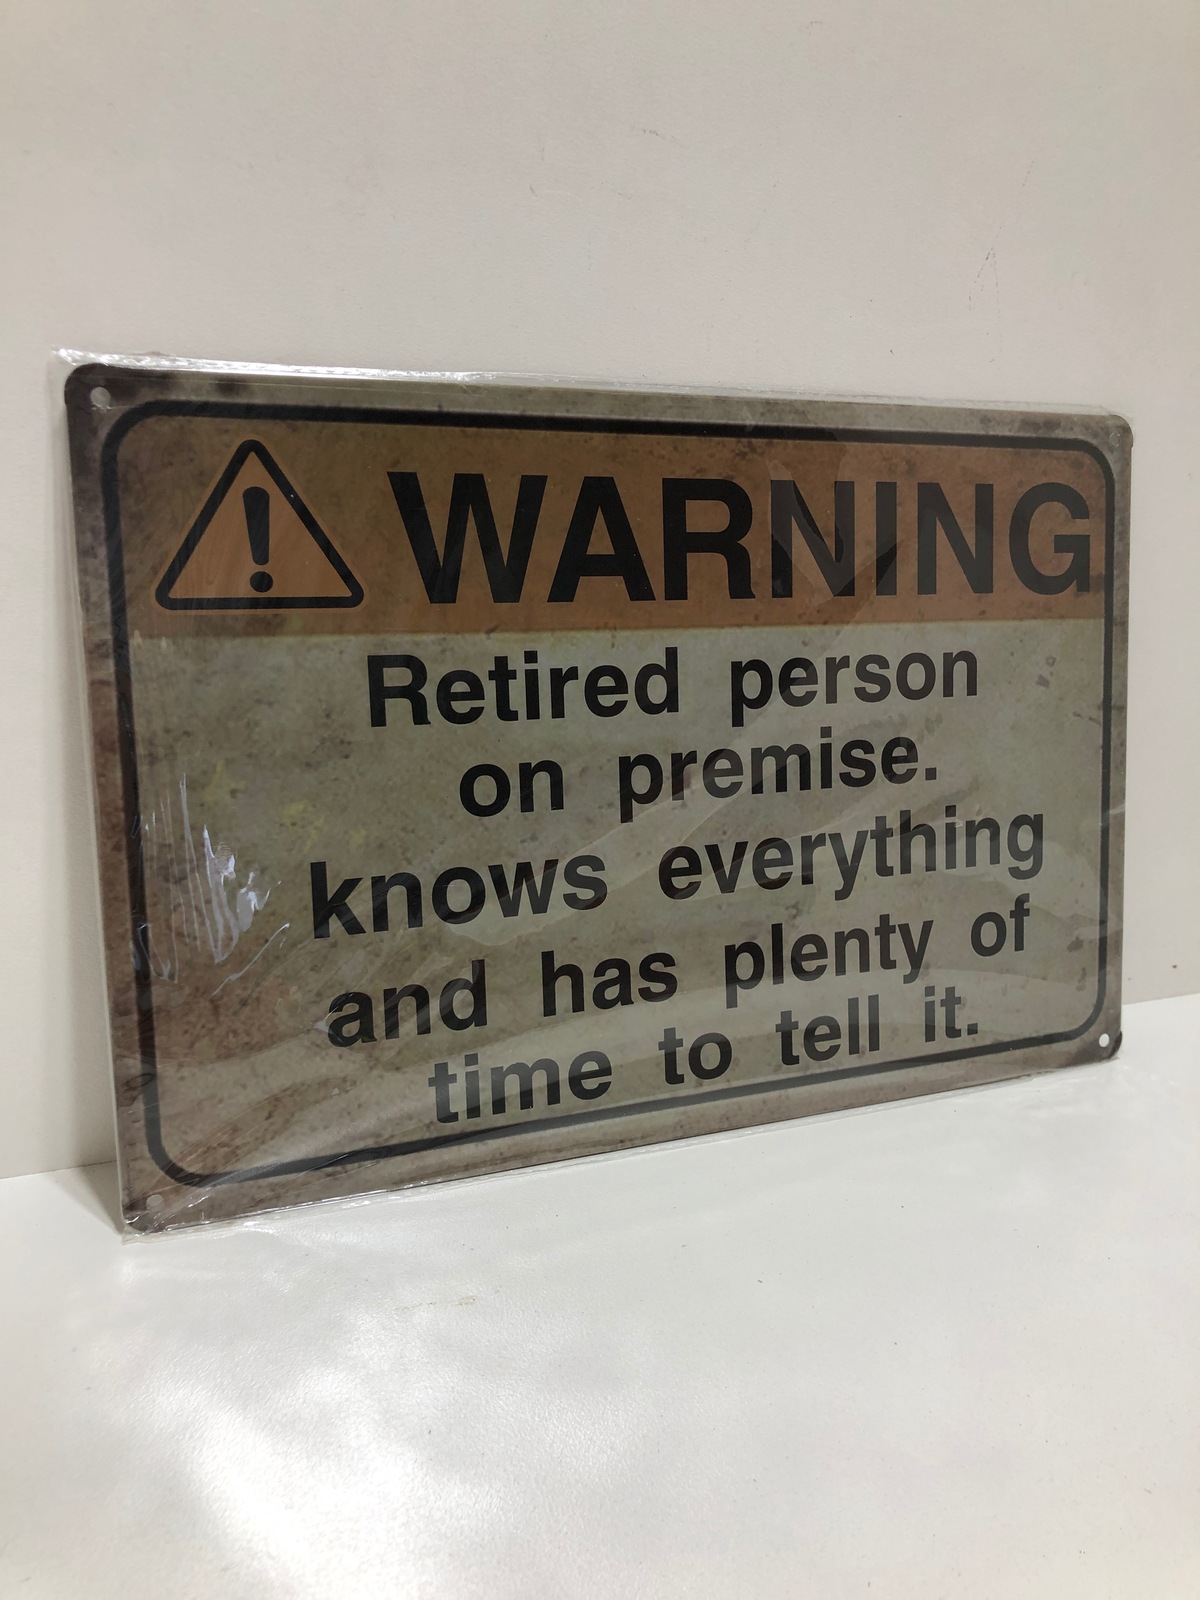 WARNING
Retired person
on premise.
knows everything
and has plenty of
time to tell it.